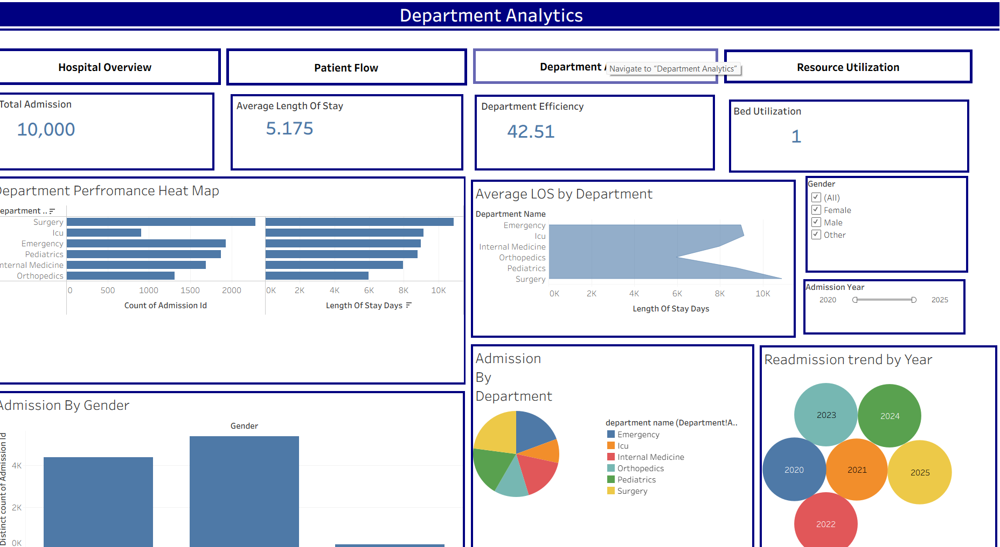 Department Analytics
Hospital Overview
Patient Flow
Department
Navigate to “Department Analytics”
Resource Utilization
Total Admission
10,000
Average Length Of Stay
5.175
Department Efficiency
42.51
Bed Utilization
1
Department Perfromance Heat Map
epartment ..
Surgery
Icu
Emergency
Pediatrics
nternal Medicine
Orthopedics
0 500 1000 1500 2000
0K 2K 4K 6K 8K 10K
Count of Admission Id
Length Of Stay Days
Average LOS by Department
Department Name
Emergency
Icu
Internal Medicine
Orthopedics
Pediatrics
Surgery
0K 2K 4K 6K 8K 10K
Length Of Stay Days
Gender
(All)
Female
Male
Other
Admission Year
2020 2025
Admission By Gender
Gender
Distinct count of Admission Id
4K
2K
0K
Admission
By
Department
department name (Department!A..
Emergency
Icu
Internal Medicine
Orthopedics
Pediatrics
Surgery
Readmission trend by Year
2023
2024
2020
2021
2025
2022